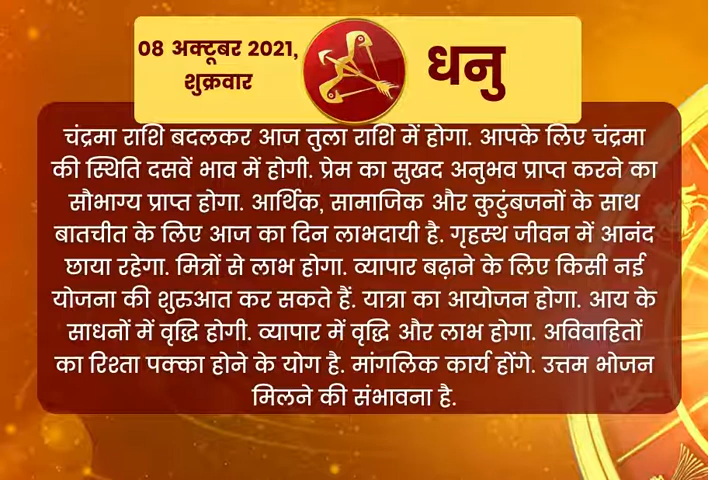 08 अक्टूबर 2021,
शुक्रवार
धनु
चंद्रमा राशि बदलकर आज तुला राशि में होगा. आपके लिए चंद्रमा
की स्थिति दसवें भाव में होगी. प्रेम का सुखद अनुभव प्राप्त करने का
सौभाग्य प्राप्त होगा. आर्थिक, सामाजिक और कुटुंबजनों के साथ
बातचीत के लिए आज का दिन लाभदायी है. गृहस्थ जीवन में आनंद
छाया रहेगा. मित्रों से लाभ होगा. व्यापार बढ़ाने के लिए किसी नई
योजना की शुरुआत कर सकते हैं. यात्रा का आयोजन होगा. आय के
साधनों में वृद्धि होगी. व्यापार में वृद्धि और लाभ होगा. अविवाहितों
का रिश्ता पक्का होने के योग है. मांगलिक कार्य होंगे. उत्तम भोजन
मिलने की संभावना है.